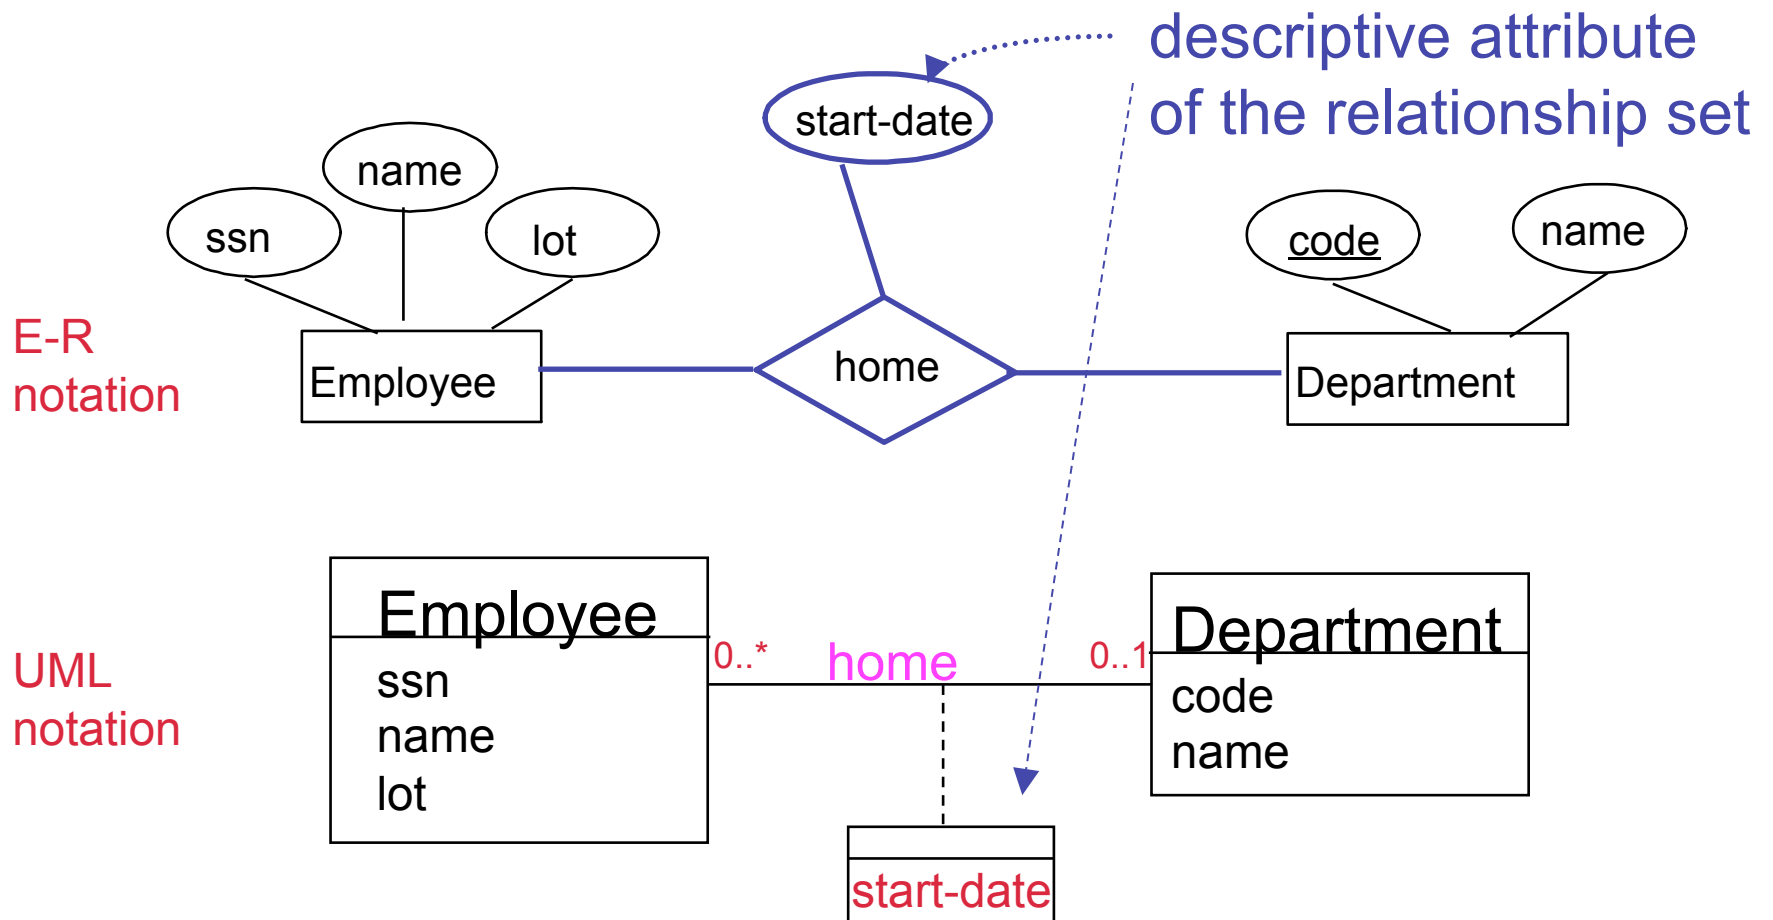 descriptive attribute
of the relationship set
start-date
name
ssn
lot
code
name
E-R
notation
Employee
home
Department
Employee
ssn
name
lot
0..*
home
0..1
Department
code
name
UML
notation
start-date